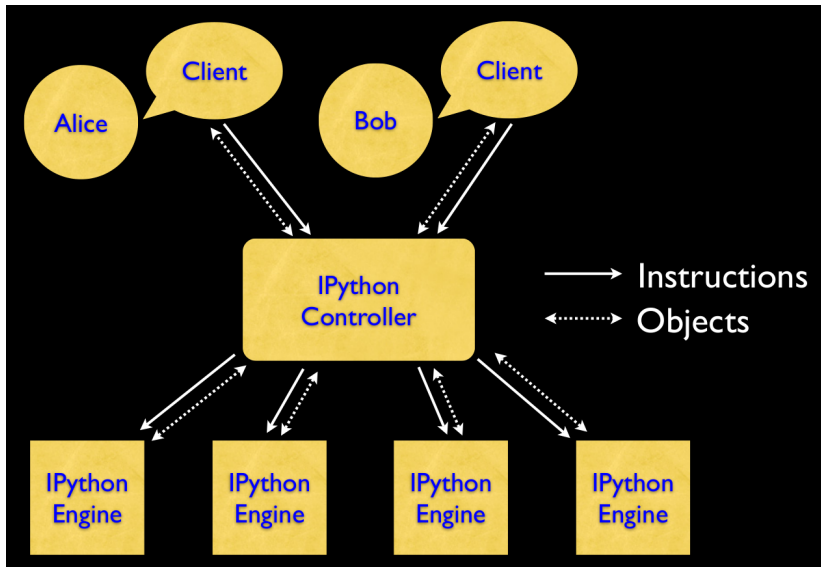 Client
Client
Alice
Bob
IPython
Controller
Instructions
Objects
IPython
Engine
IPython
Engine
IPython
Engine
IPython
Engine